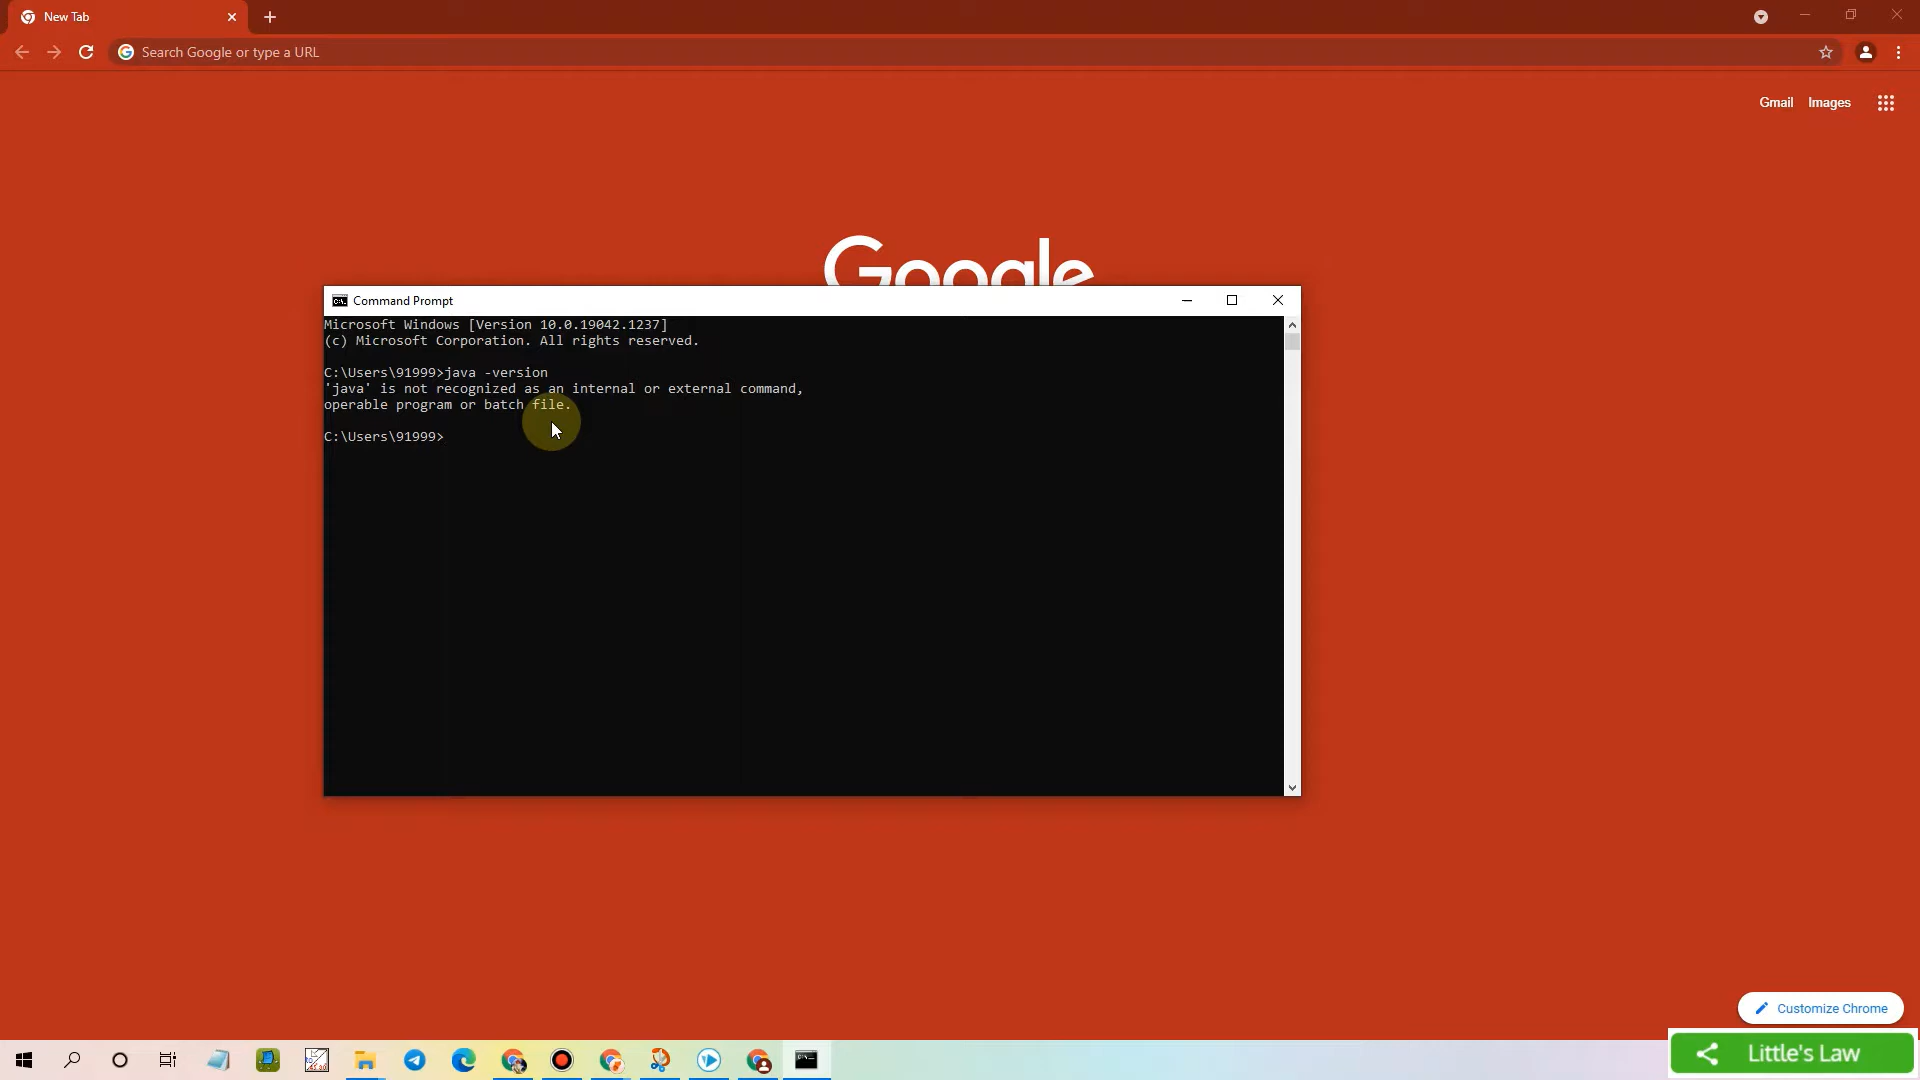 New Tab
Search Google or type a URL
Gmail Images
Google
Command Prompt
Microsoft Windows [Version 10.0.19042.1237]
(c) Microsoft Corporation. All rights reserved.
C:\Users\91999>java -version
'java' is not recognized as an internal or external command,
operable program or batch file.
C:\Users\91999>
Customize Chrome
Little's Law